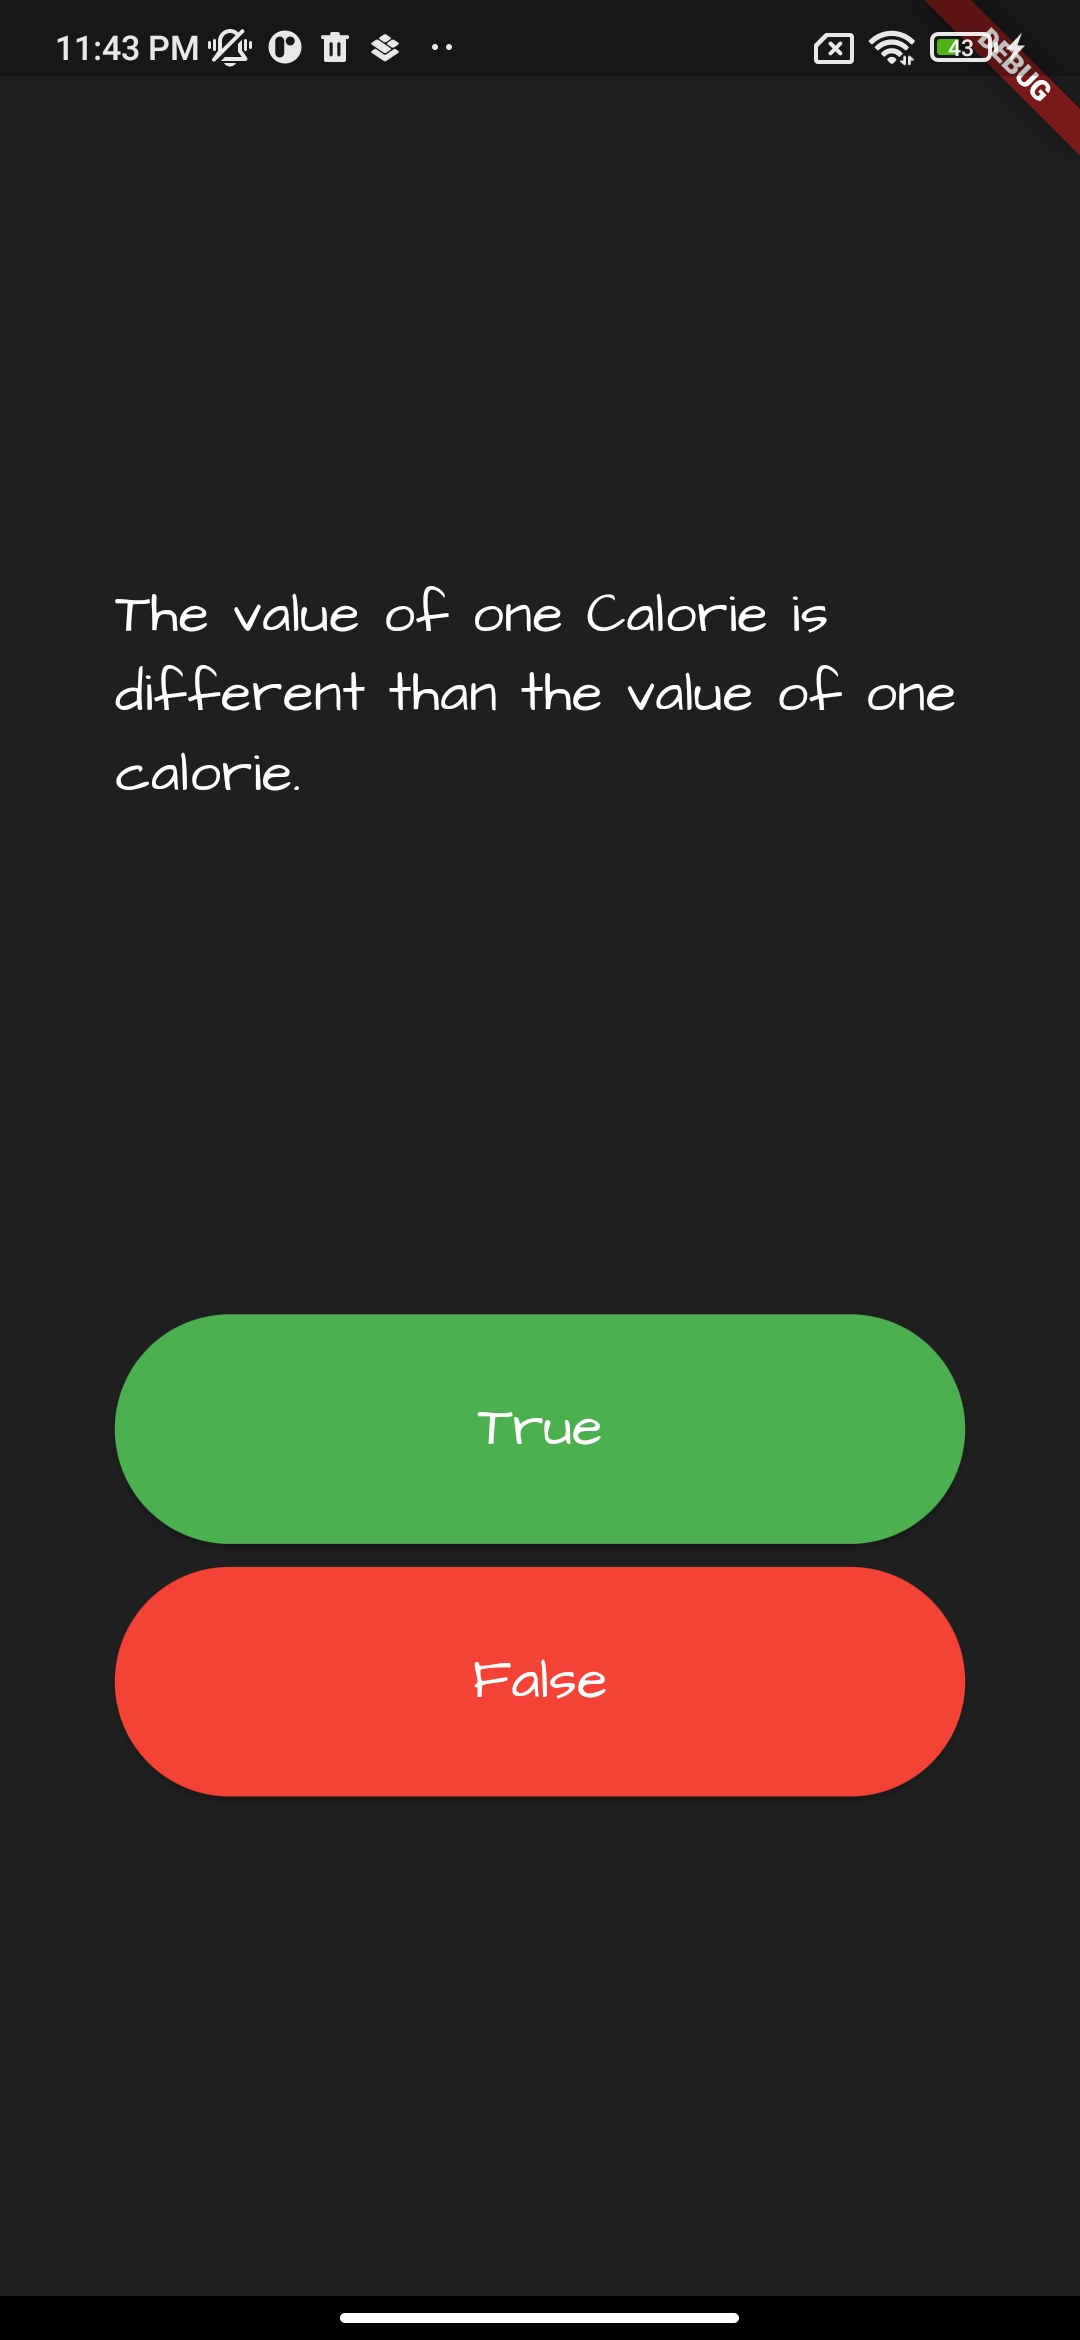 11:43 PM
43
DEBUG
The value of one Calorie is
different than the value of one
calorie.
True
False